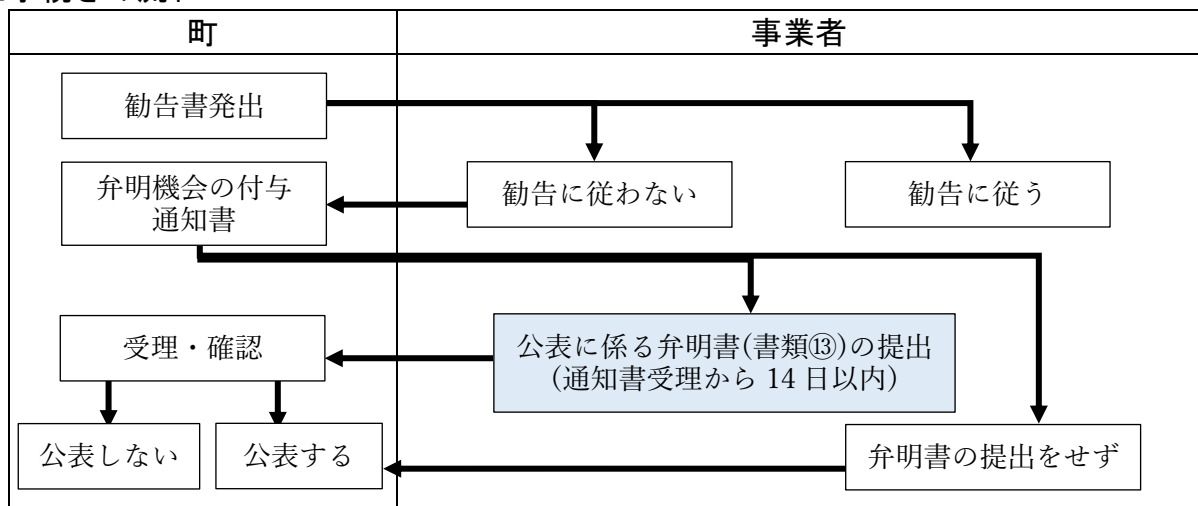 町
事業者
勧告書発出
弁明機会の付与
通知書
勧告に従わない
勧告に従う
受理・確認
公表に係る弁明書(書類⑬)の提出
(通知書受理から 14 日以内)
公表しない
公表する
弁明書の提出をせず